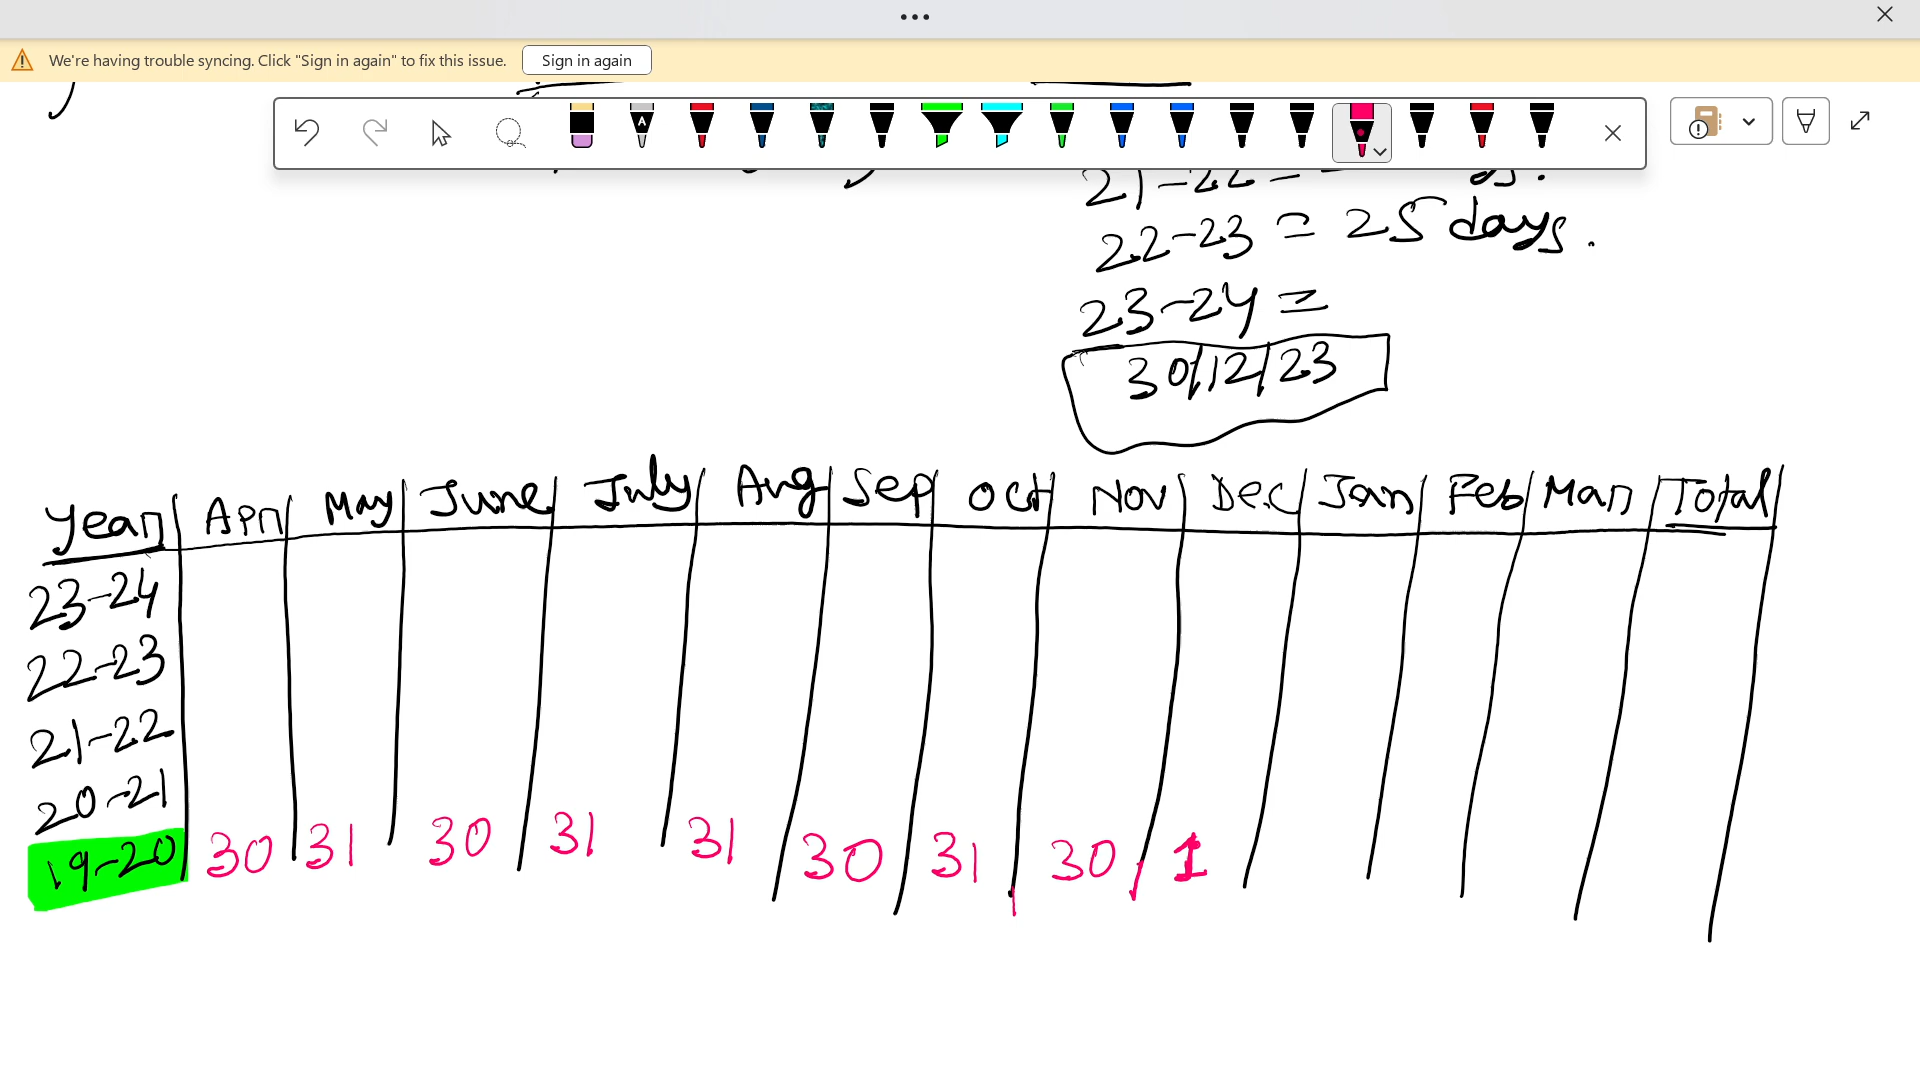 We're having trouble syncing. Click "Sign in again" to fix this issue. Sign in again
21-22 =
22-23 = 25 days.
23-24 =
30/12/23
Year Apr May June July Aug Sep Oct Nov Dec Jan Feb Mar Total
23-24
22-23
21-22
20-21
19-20 30 31 30 31 31 30 31 30 1